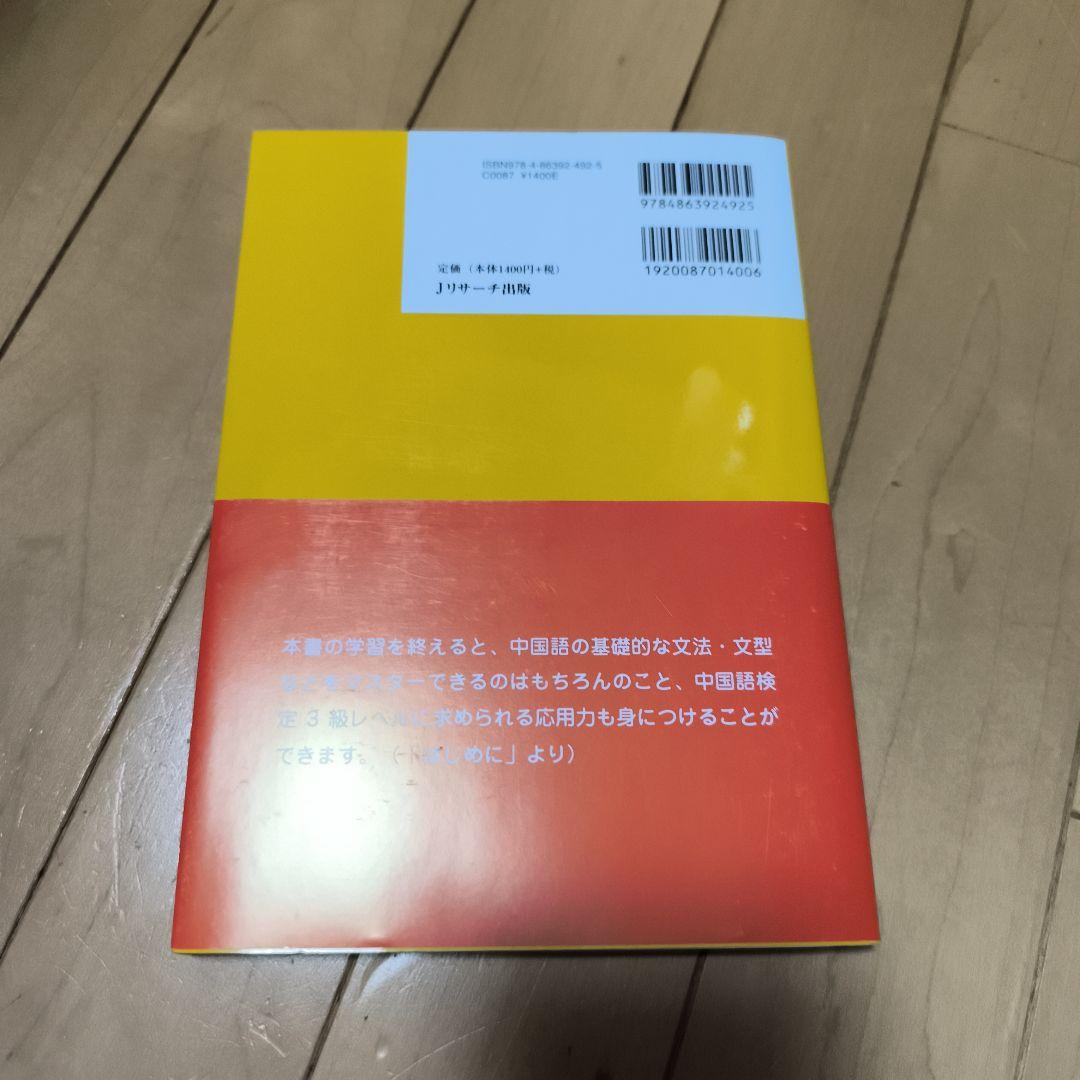 ISBN978-4-86392-492-5
C0087 ¥1400E
9784863924925
1920087014006
定価（本体1400円+税）
Jリサーチ出版
本書の学習を終えると、中国語の基礎的な文法・文型
などをマスターできるのはもちろんのこと、中国語検
定3級レベルに求められる応用力も身につけることが
できます。（「はじめに」より）